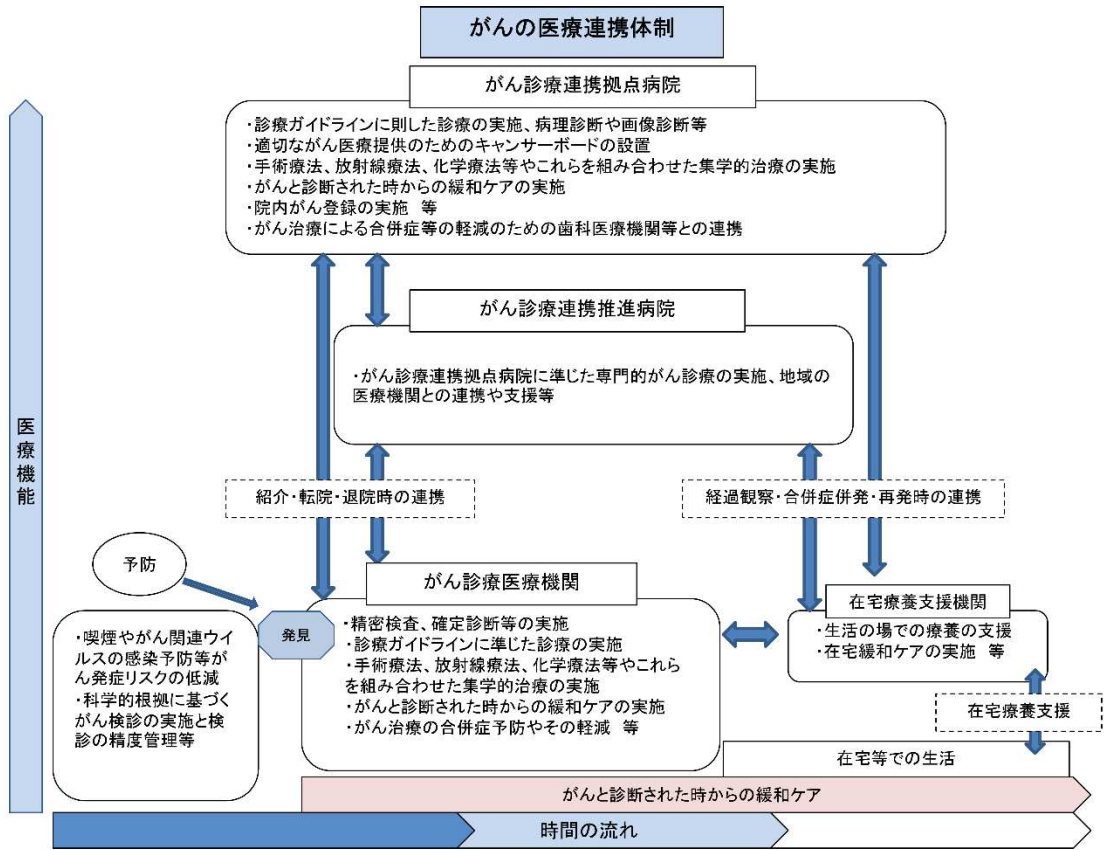 がんの医療連携体制
がん診療連携拠点病院
・診療ガイドラインに則した診療の実施、病理診断や画像診断等
・適切ながん医療提供のためのキャンサーボードの設置
・手術療法、放射線療法、化学療法等やこれらを組み合わせた集学的治療の実施
・がんと診断された時からの緩和ケアの実施
・院内がん登録の実施 等
・がん治療による合併症等の軽減のための歯科医療機関等との連携
がん診療連携推進病院
・がん診療連携拠点病院に準じた専門的がん診療の実施、地域の
医療機関との連携や支援等
医療機能
紹介・転院・退院時の連携
経過観察・合併症併発・再発時の連携
予防
・喫煙やがん関連ウイ
ルスの感染予防等が
ん発症リスクの低減
・科学的根拠に基づく
がん検診の実施と検
診の精度管理等
発見
がん診療医療機関
・精密検査、確定診断等の実施
・診療ガイドラインに準じた診療の実施
・手術療法、放射線療法、化学療法等やこれら
を組み合わせた集学的治療の実施
・がんと診断された時からの緩和ケアの実施
・がん治療の合併症予防やその軽減 等
在宅療養支援機関
・生活の場での療養の支援
・在宅緩和ケアの実施 等
在宅療養支援
在宅等での生活
がんと診断された時からの緩和ケア
時間の流れ